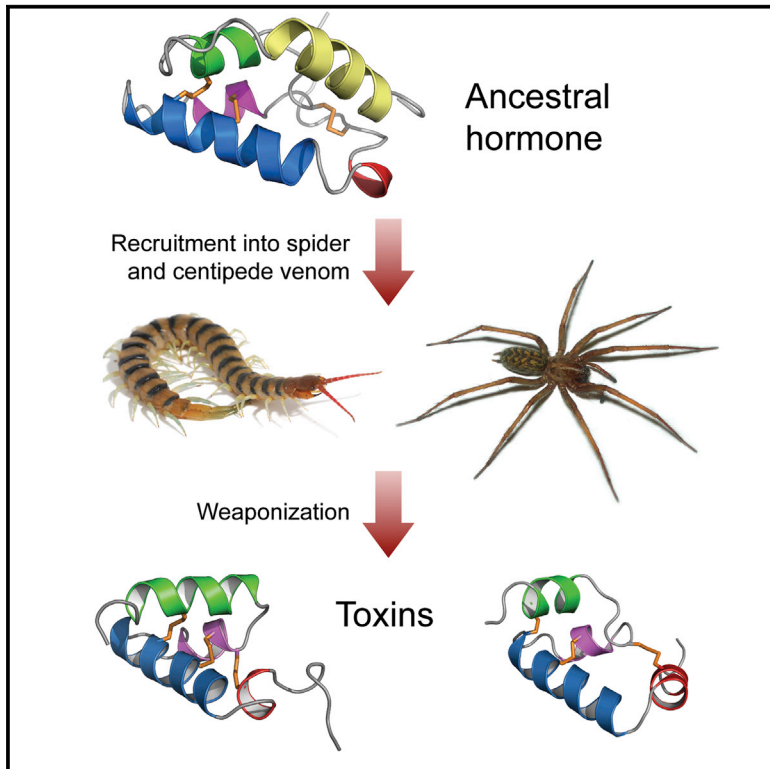 Ancestral
hormone
Recruitment into spider
and centipede venom
Weaponization
Toxins